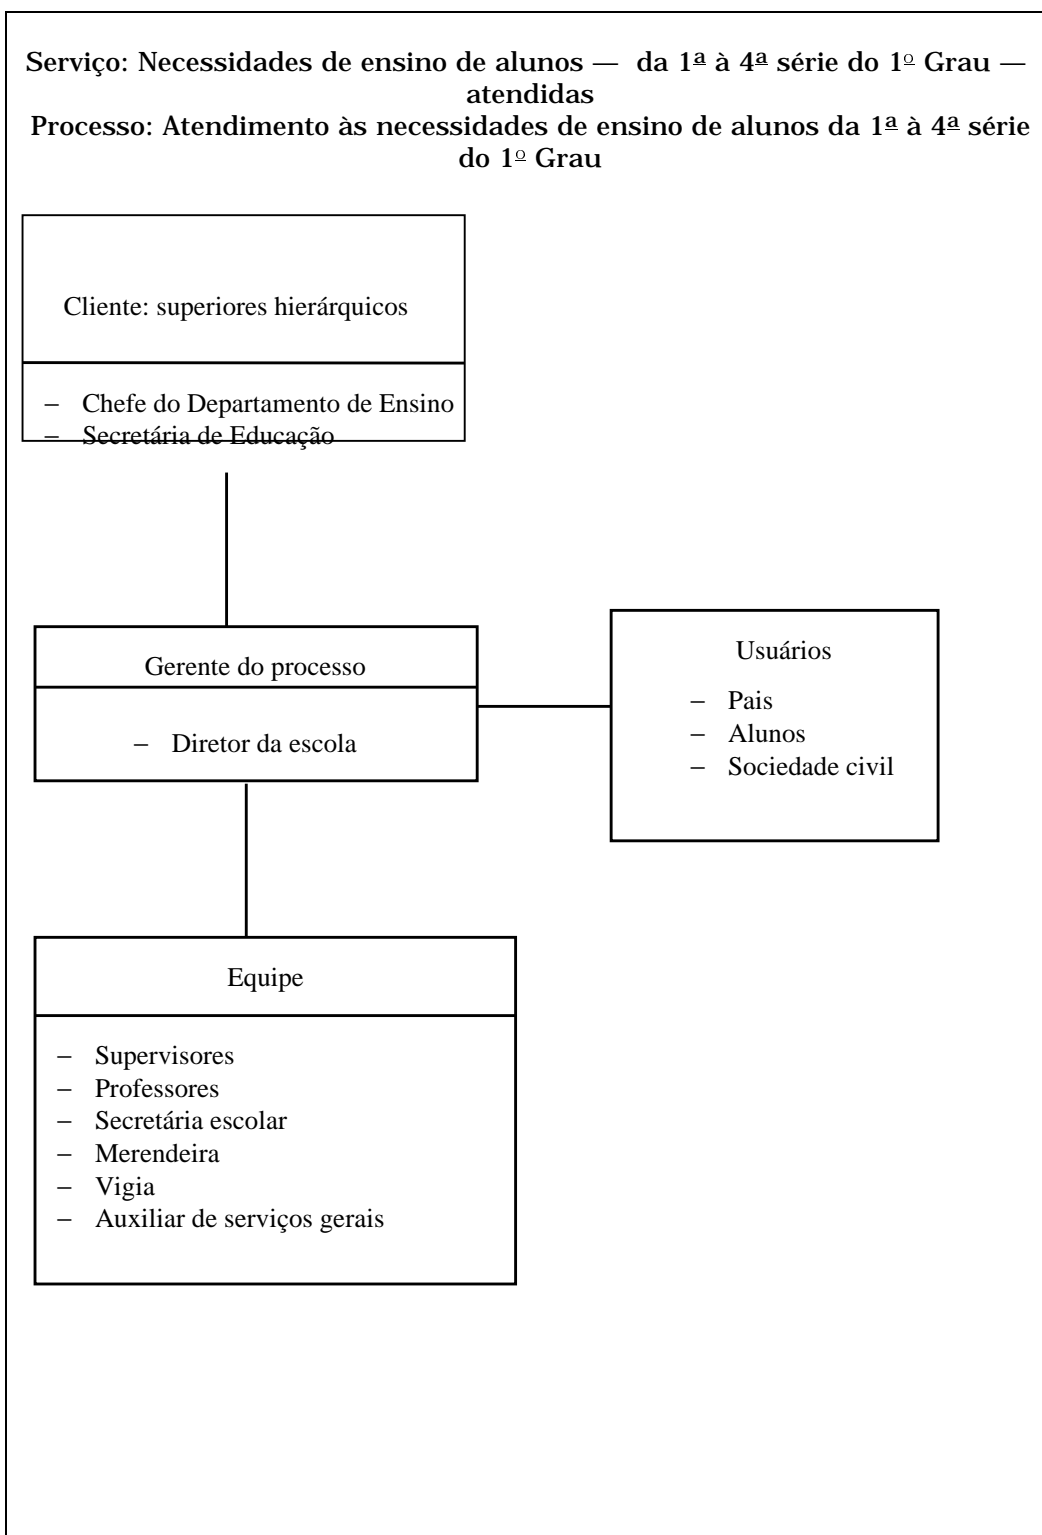 Serviço: Necessidades de ensino de alunos — da 1ª à 4ª série do 1º Grau —
atendidas
Processo: Atendimento às necessidades de ensino de alunos da 1ª à 4ª série
do 1º Grau
Cliente: superiores hierárquicos
– Chefe do Departamento de Ensino
– Secretária de Educação
Gerente do processo
– Diretor da escola
Usuários
– Pais
– Alunos
– Sociedade civil
Equipe
– Supervisores
– Professores
– Secretária escolar
– Merendeira
– Vigia
– Auxiliar de serviços gerais